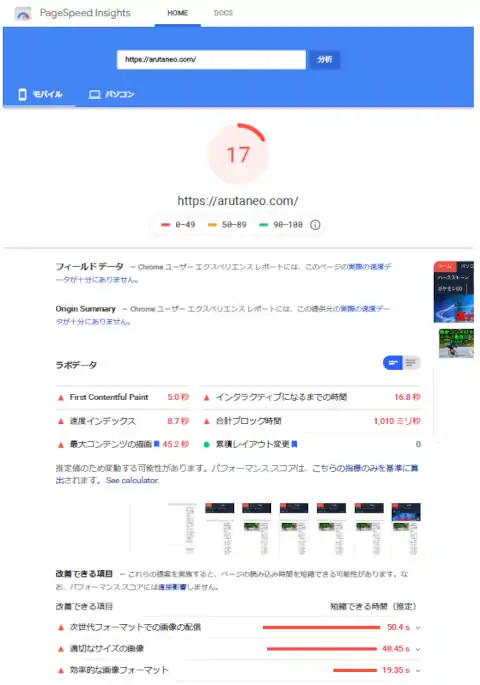 PageSpeed Insights
HOME
DOCS
https://arutaneo.com/
分析
モバイル
パソコン
17
https://arutaneo.com/
0–49
50–89
90–100
フィールド データ － Chrome ユーザー エクスペリエンス レポートには、このページの実際の速度デ
ータが十分にありません。
Origin Summary － Chrome ユーザー エクスペリエンス レポートには、この提供元の実際の速度デー
タが十分にありません。
ラボデータ
First Contentful Paint 5.0 秒
インタラクティブになるまでの時間 16.8 秒
速度インデックス 8.7 秒
合計ブロック時間 1,010 ミリ秒
最大コンテンツの描画 45.2 秒
累積レイアウト変更 0
推定値のため変動する可能性があります。パフォーマンス スコアは、こちらの指標のみを基準に算
出されます。See calculator.
改善できる項目 － これらの提案を実施すると、ページの読み込み時間を短縮できる可能性があります。な
お、パフォーマンス スコアには直接影響しません。
改善できる項目
短縮できる時間（推定）
次世代フォーマットでの画像の配信 50.4 s
適切なサイズの画像 48.45 s
効率的な画像フォーマット 19.35 s